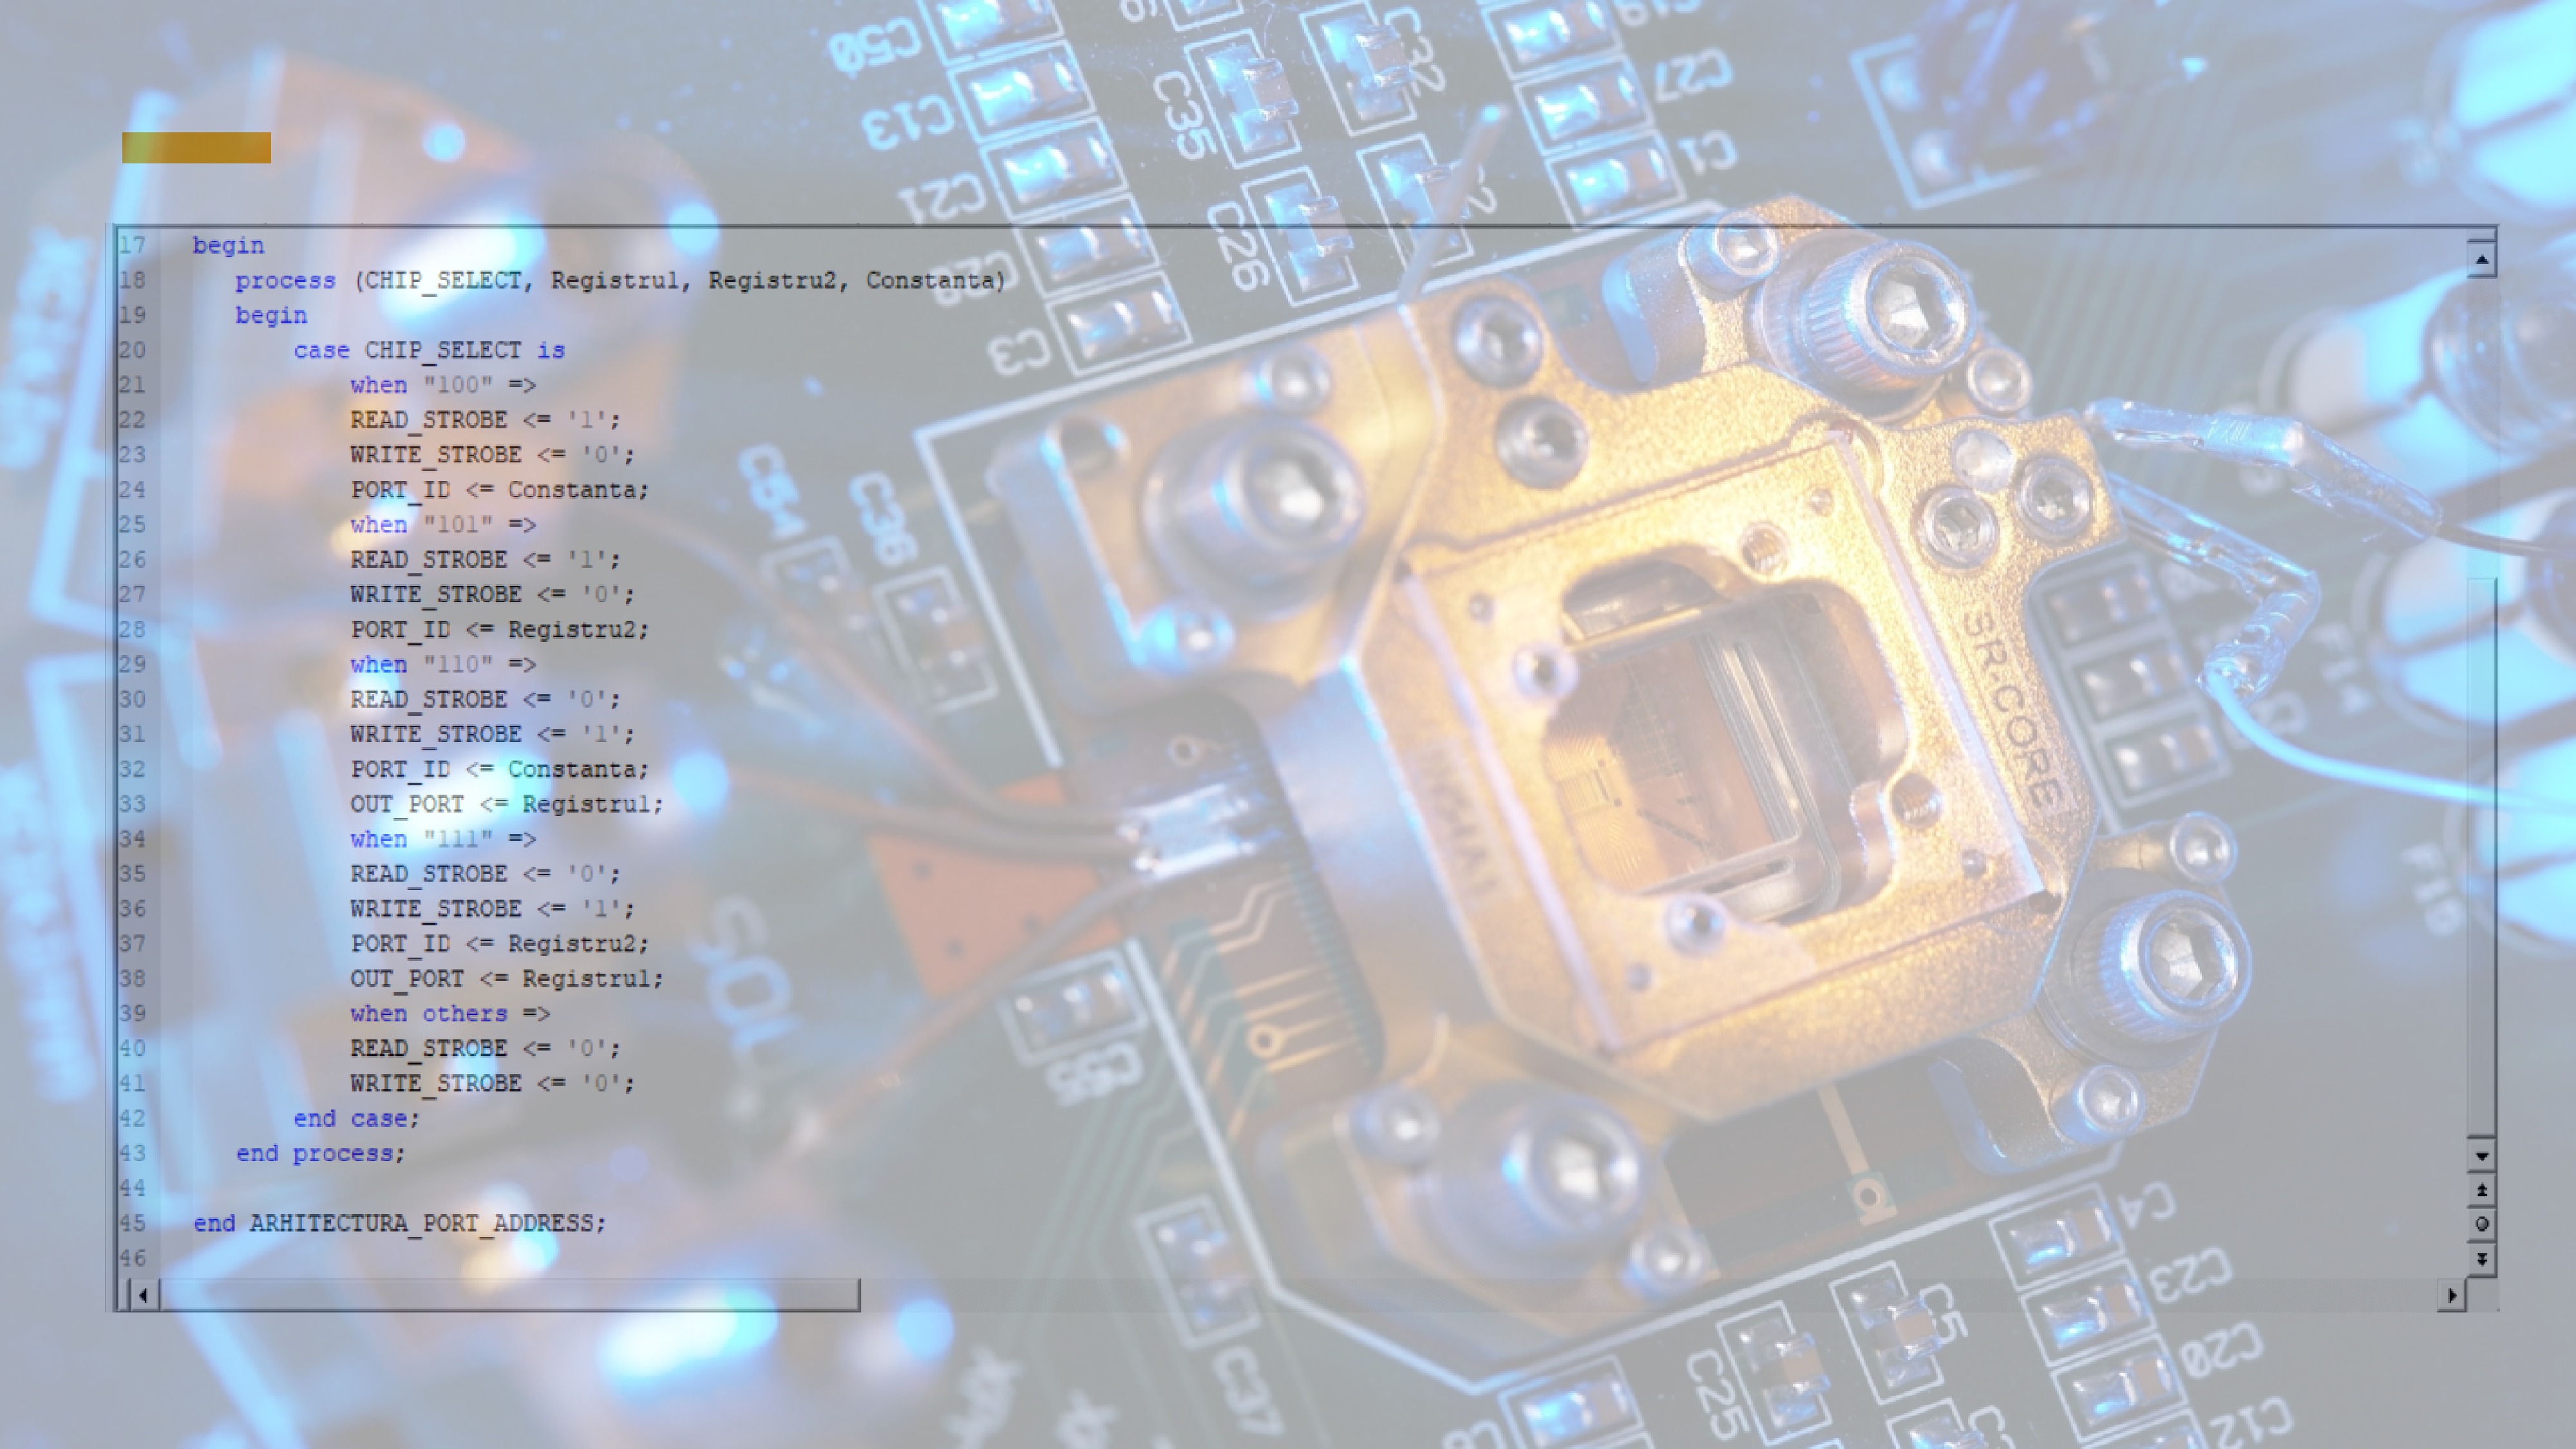 17 begin
18 process (CHIP_SELECT, Registru1, Registru2, Constanta)
19 begin
20 case CHIP_SELECT is
21 when "100" =>
22 READ_STROBE <= '1';
23 WRITE_STROBE <= '0';
24 PORT_ID <= Constanta;
25 when "101" =>
26 READ_STROBE <= '1';
27 WRITE_STROBE <= '0';
28 PORT_ID <= Registru2;
29 when "110" =>
30 READ_STROBE <= '0';
31 WRITE_STROBE <= '1';
32 PORT_ID <= Constanta;
33 OUT_PORT <= Registru1;
34 when "111" =>
35 READ_STROBE <= '0';
36 WRITE_STROBE <= '1';
37 PORT_ID <= Registru2;
38 OUT_PORT <= Registru1;
39 when others =>
40 READ_STROBE <= '0';
41 WRITE_STROBE <= '0';
42 end case;
43 end process;
44
45 end ARHITECTURA_PORT_ADDRESS;
46
C50
C13
C21
C3
C35
C26
C32
C19
C27
C1
C54
C36
SR-CORE
F14
C37
C4
C23
C20
C12
C5
C25